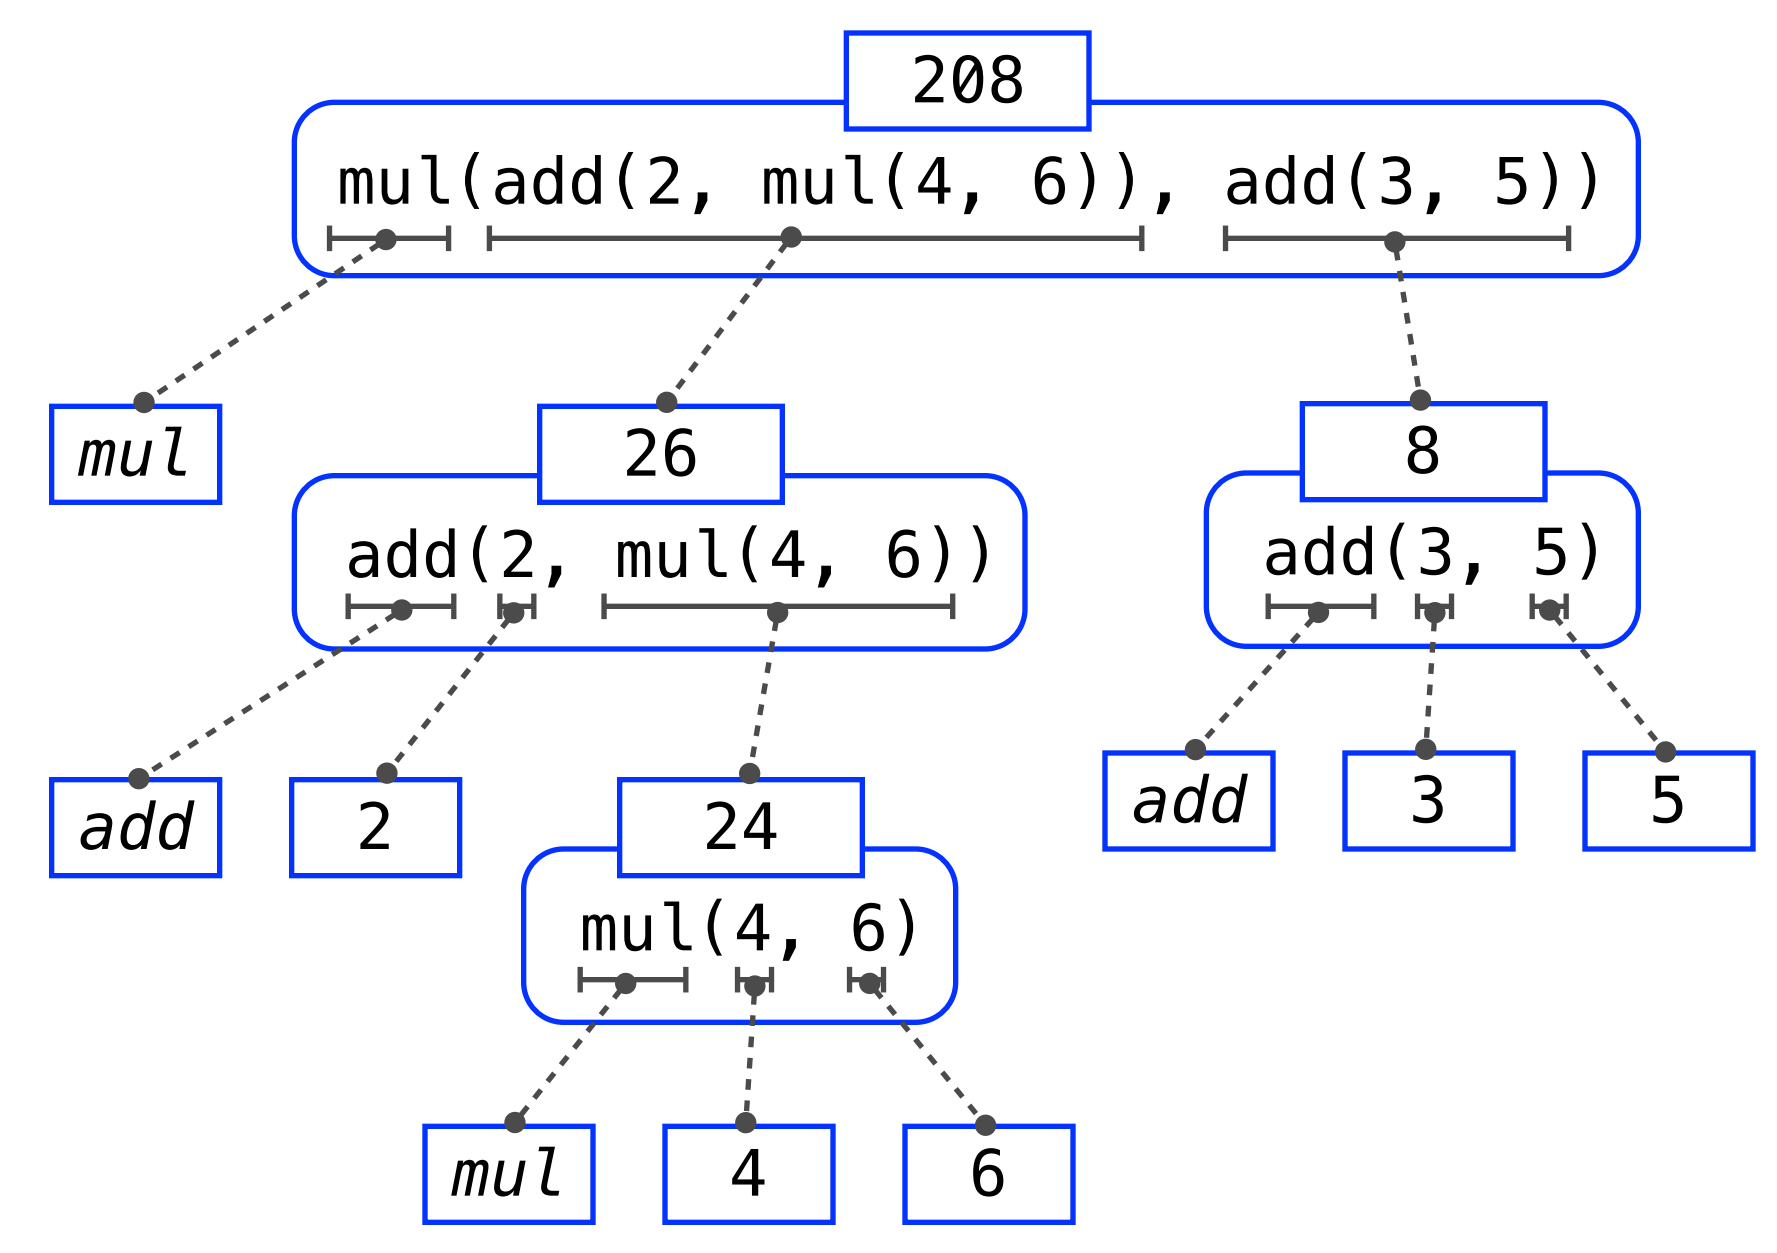 208
mul(add(2, mul(4, 6)), add(3, 5))
mul
26
8
add(2, mul(4, 6))
add(3, 5)
add
2
24
add
3
5
mul(4, 6)
mul
4
6